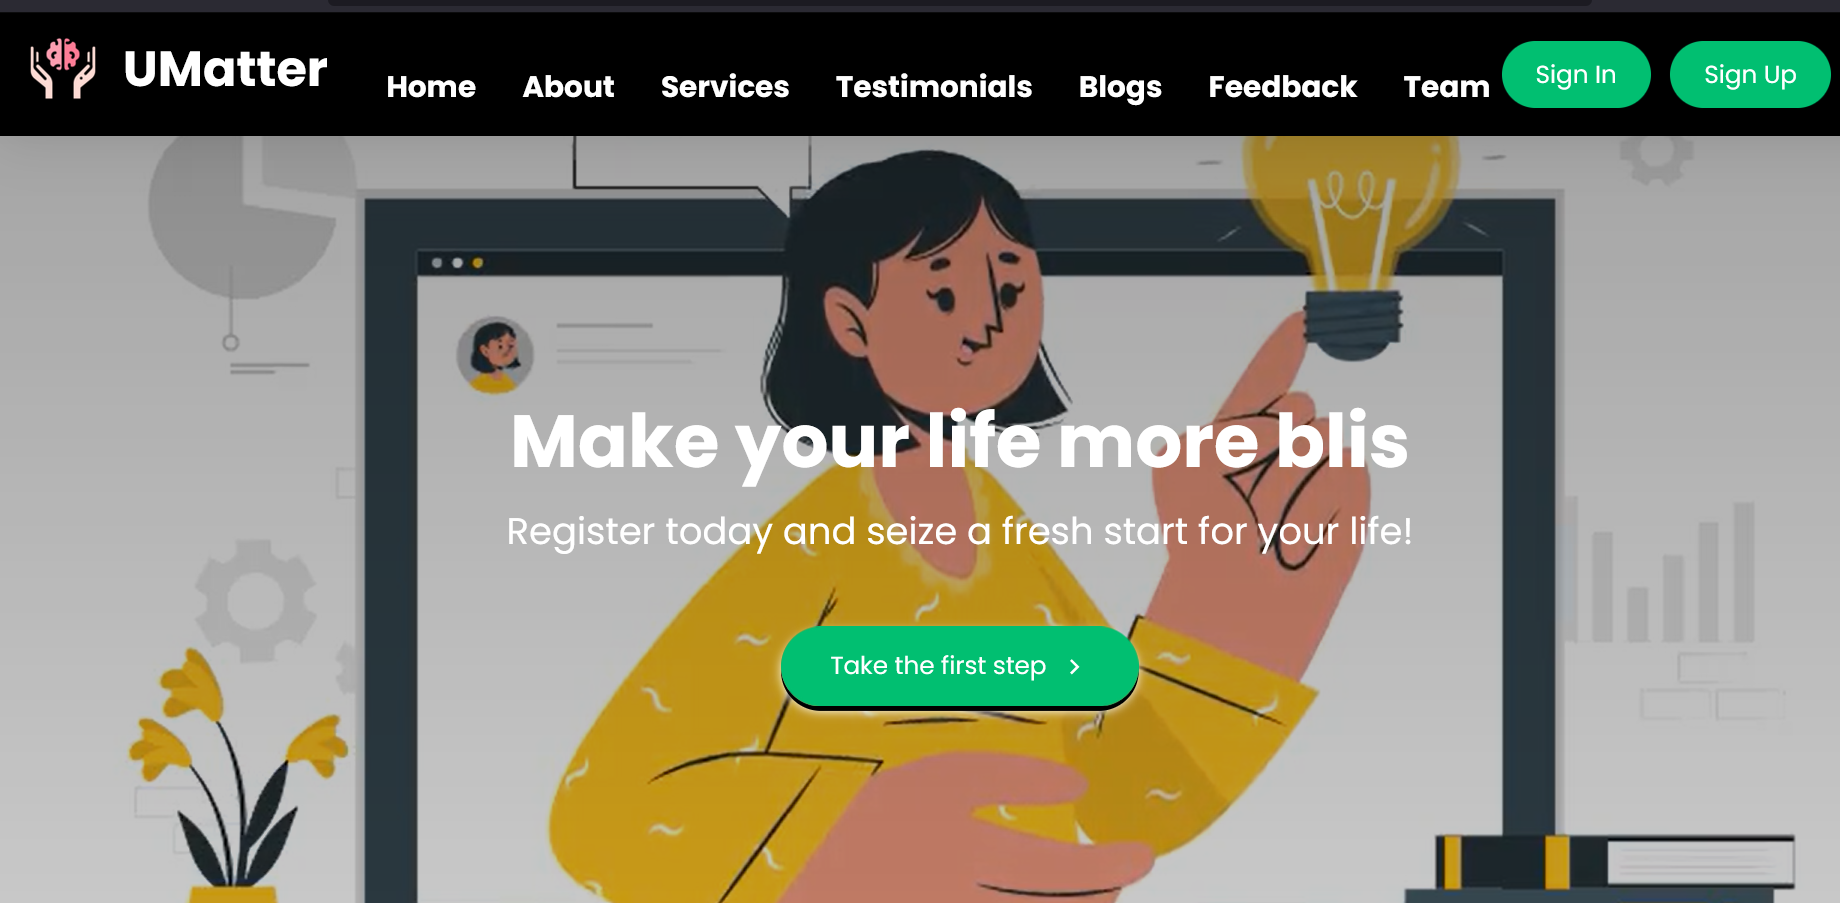 UMatter
Home About Services Testimonials Blogs Feedback Team Sign In Sign Up
Make your life more blis
Register today and seize a fresh start for your life!
Take the first step